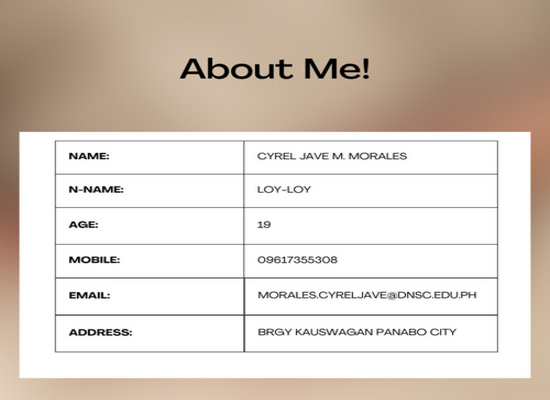 About Me!
NAME: CYREL JAVE M. MORALES
N-NAME: LOY-LOY
AGE: 19
MOBILE: 09617355308
EMAIL: MORALES.CYRELJAVE@DNSC.EDU.PH
ADDRESS: BRGY KAUSWAGAN PANABO CITY